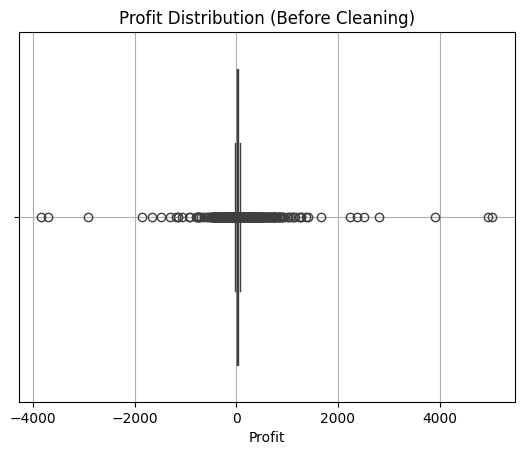 Profit Distribution (Before Cleaning)
−4000 −2000 0 2000 4000
Profit